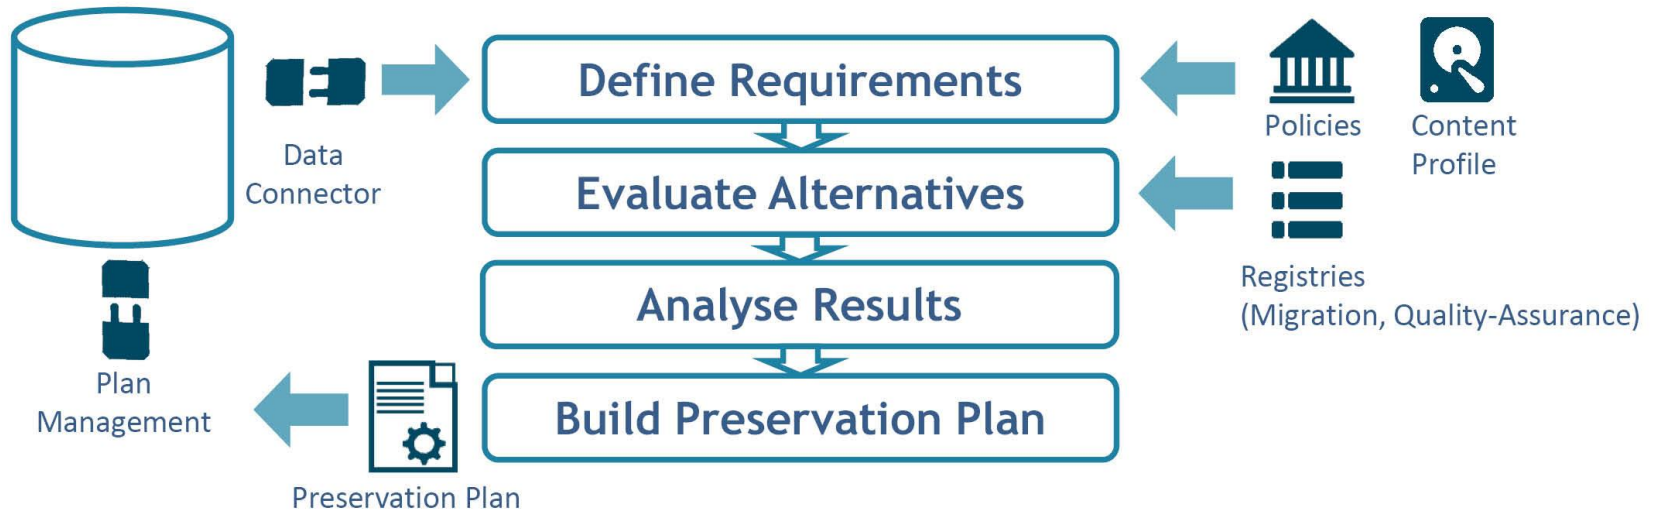 Define Requirements
Policies
Content
Profile
Data
Connector
Evaluate Alternatives
Registries
(Migration, Quality-Assurance)
Analyse Results
Plan
Management
Build Preservation Plan
Preservation Plan